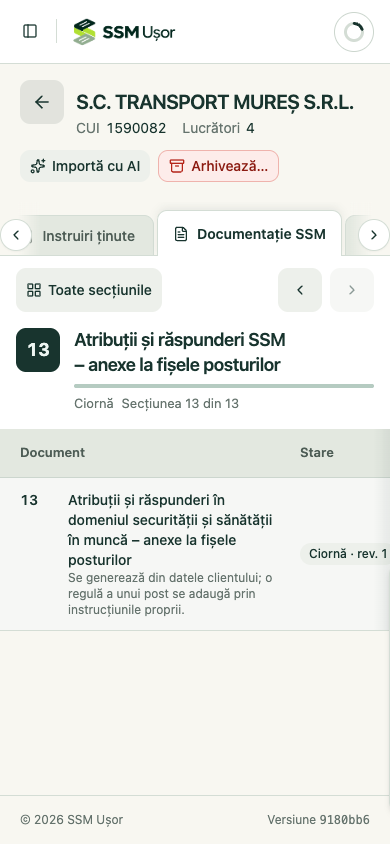 SSM Ușor
S.C. TRANSPORT MUREȘ S.R.L.
CUI 1590082 Lucrători 4
Importă cu AI
Arhivează...
Instruiri ținute
Documentație SSM
Toate secțiunile
13
Atribuții și răspunderi SSM
– anexe la fișele posturilor
Ciornă Secțiunea 13 din 13
Document Stare
13
Atribuții și răspunderi în
domeniul securității și sănătății
în muncă – anexe la fișele
posturilor
Se generează din datele clientului; o
regulă a unui post se adaugă prin
instrucțiunile proprii.
Ciornă · rev. 1
© 2026 SSM Ușor
Versiune 9180bb6